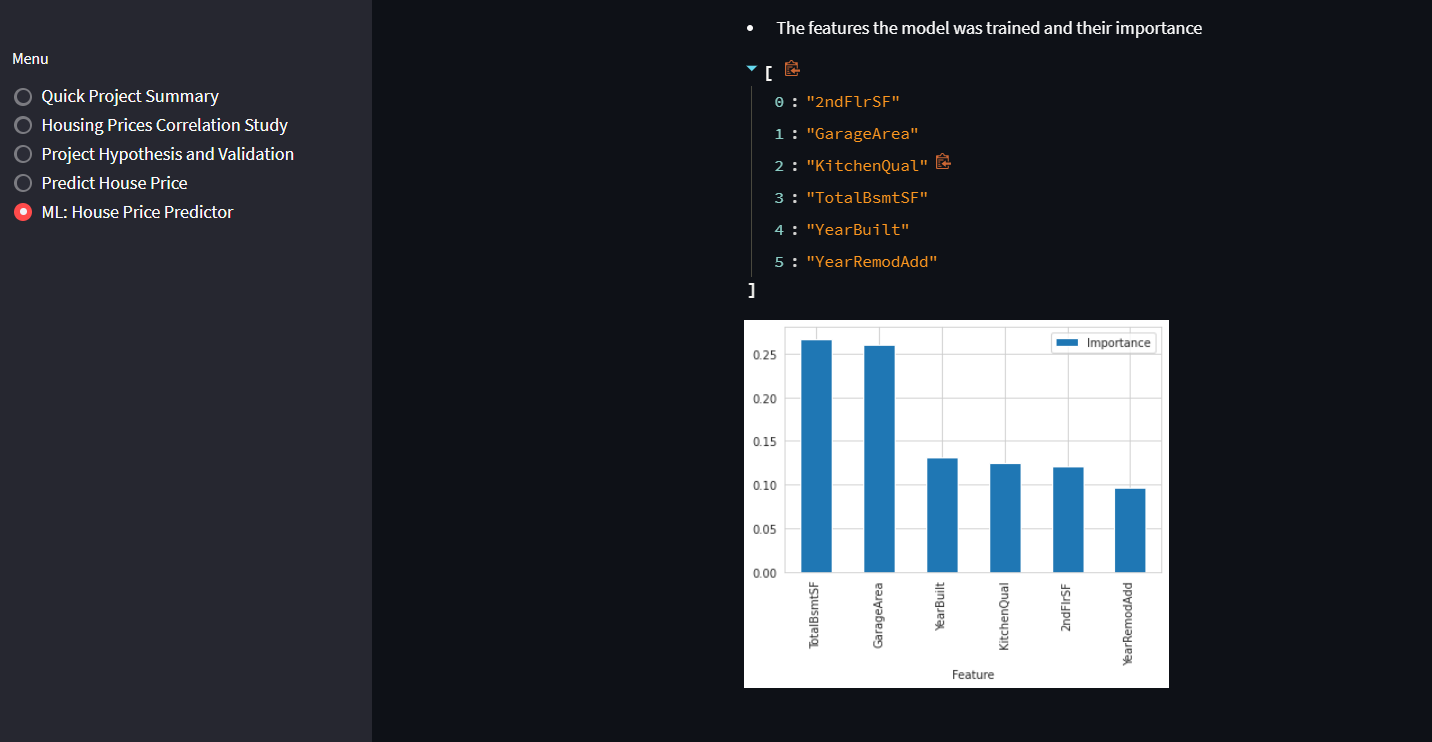 Menu
Quick Project Summary
Housing Prices Correlation Study
Project Hypothesis and Validation
Predict House Price
ML: House Price Predictor
• The features the model was trained and their importance
[
0 : "2ndFlrSF"
1 : "GarageArea"
2 : "KitchenQual"
3 : "TotalBsmtSF"
4 : "YearBuilt"
5 : "YearRemodAdd"
]
Importance
0.25
0.20
0.15
0.10
0.05
0.00
TotalBsmtSF
GarageArea
YearBuilt
KitchenQual
2ndFlrSF
YearRemodAdd
Feature